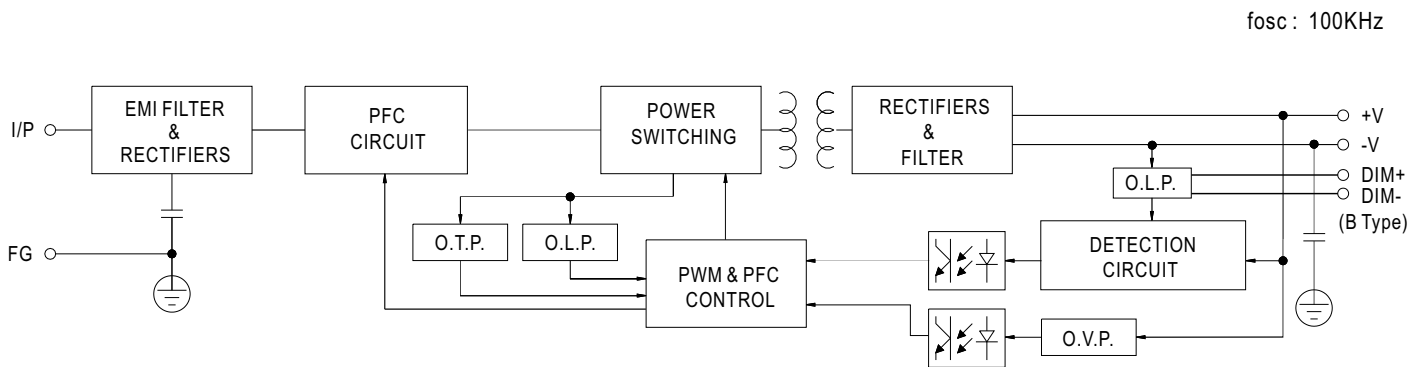 fosc : 100KHz
I/P
EMI FILTER
&
RECTIFIERS
PFC
CIRCUIT
POWER
SWITCHING
RECTIFIERS
&
FILTER
+V
-V
DIM+
DIM-
(B Type)
O.L.P.
FG
O.T.P.
O.L.P.
PWM & PFC
CONTROL
DETECTION
CIRCUIT
O.V.P.